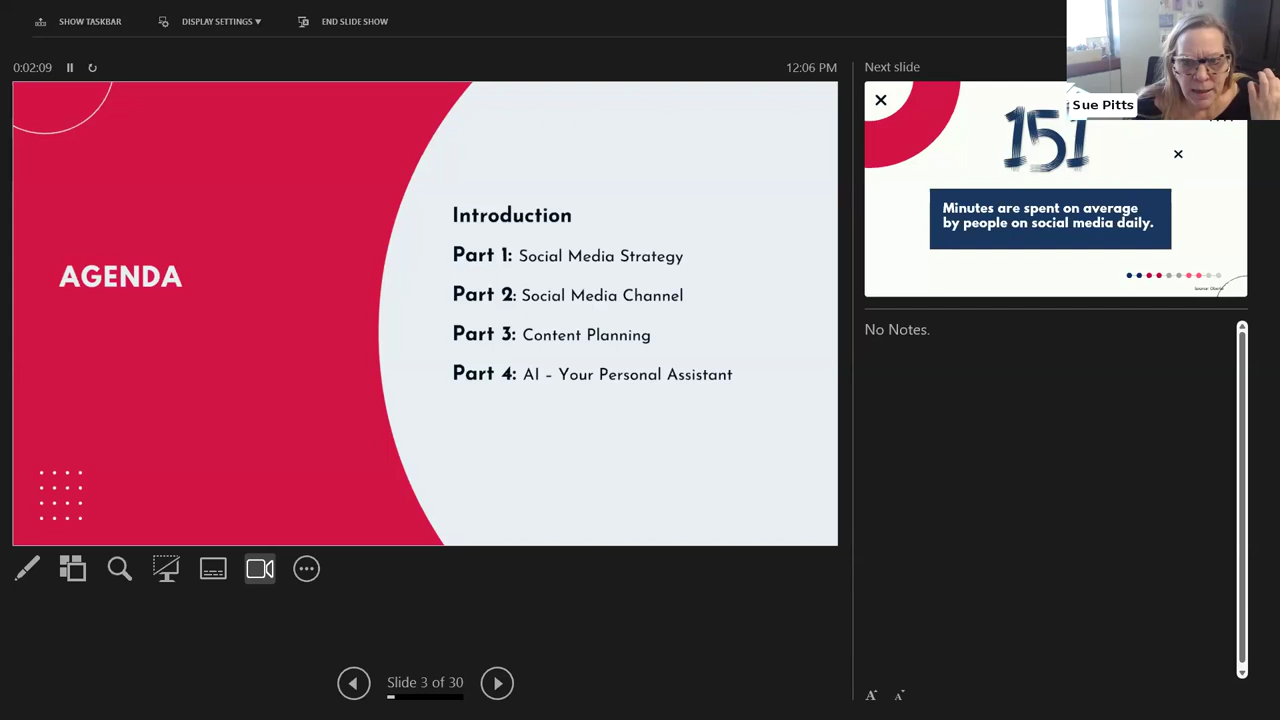 SHOW TASKBAR
DISPLAY SETTINGS ▼
END SLIDE SHOW
0:02:09
12:06 PM
AGENDA
Introduction
Part 1: Social Media Strategy
Part 2: Social Media Channel
Part 3: Content Planning
Part 4: AI – Your Personal Assistant
Slide 3 of 30
Next slide
Sue Pitts
151
Minutes are spent on average
by people on social media daily.
No Notes.
A
A